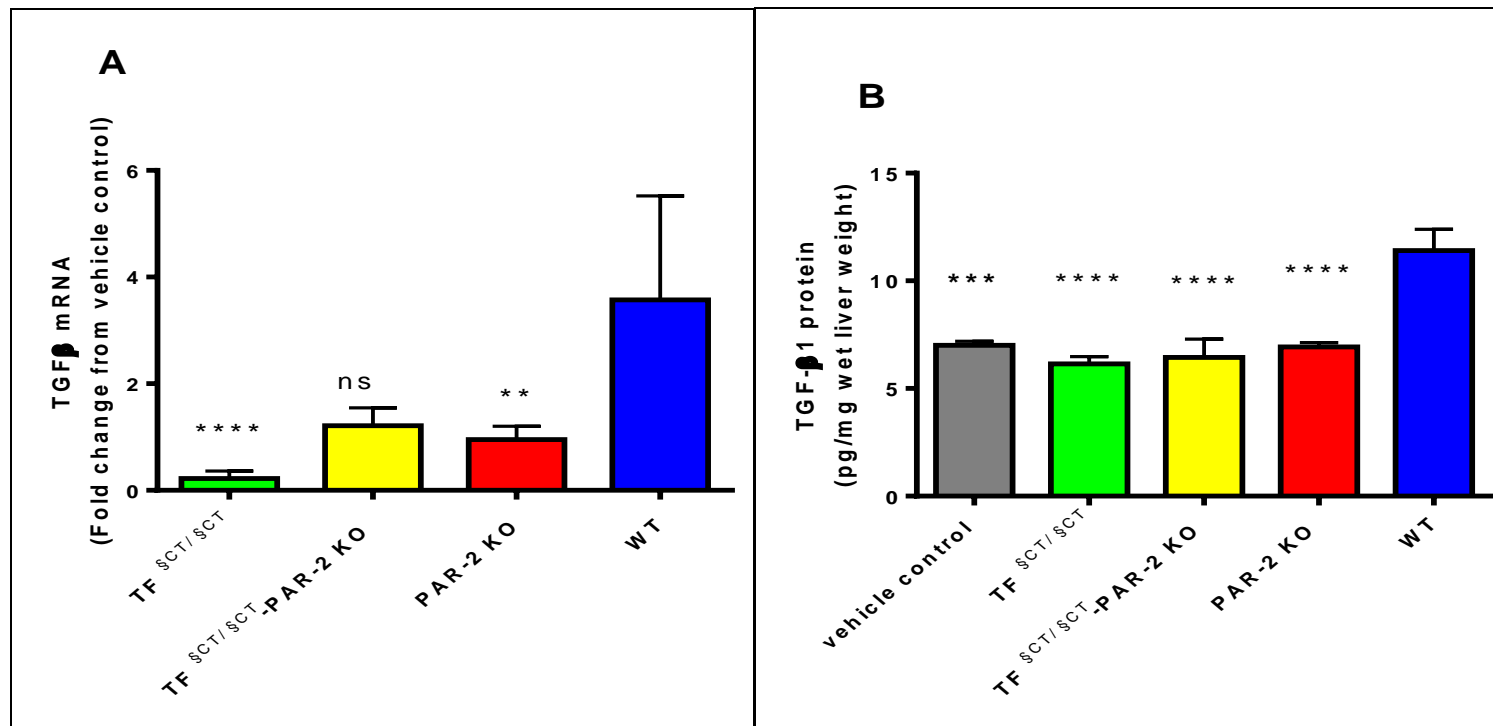 A
TGFβ mRNA
(Fold change from vehicle control)
6
4
2
0
****
ns
**
TF §CT/§CT
TF §CT/§CT-PAR-2 KO
PAR-2 KO
WT
B
TGF-β1 protein
(pg/mg wet liver weight)
15
10
5
0
***
****
****
****
vehicle control
TF §CT/§CT
TF §CT/§CT-PAR-2 KO
PAR-2 KO
WT